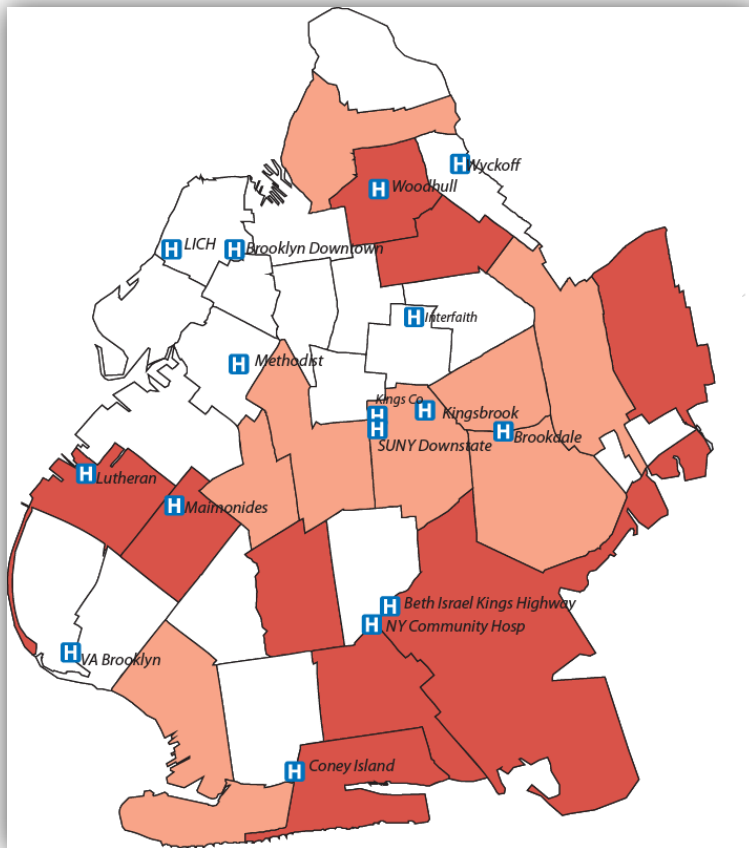 H Wyckoff
H Woodhull
H LICH
H Brooklyn Downtown
H Interfaith
H Methodist
Kings Co
H
H Kingsbrook
H
SUNY Downstate
H Brookdale
H Lutheran
H Maimonides
H Beth Israel Kings Highway
H NY Community Hosp
H VA Brooklyn
H Coney Island